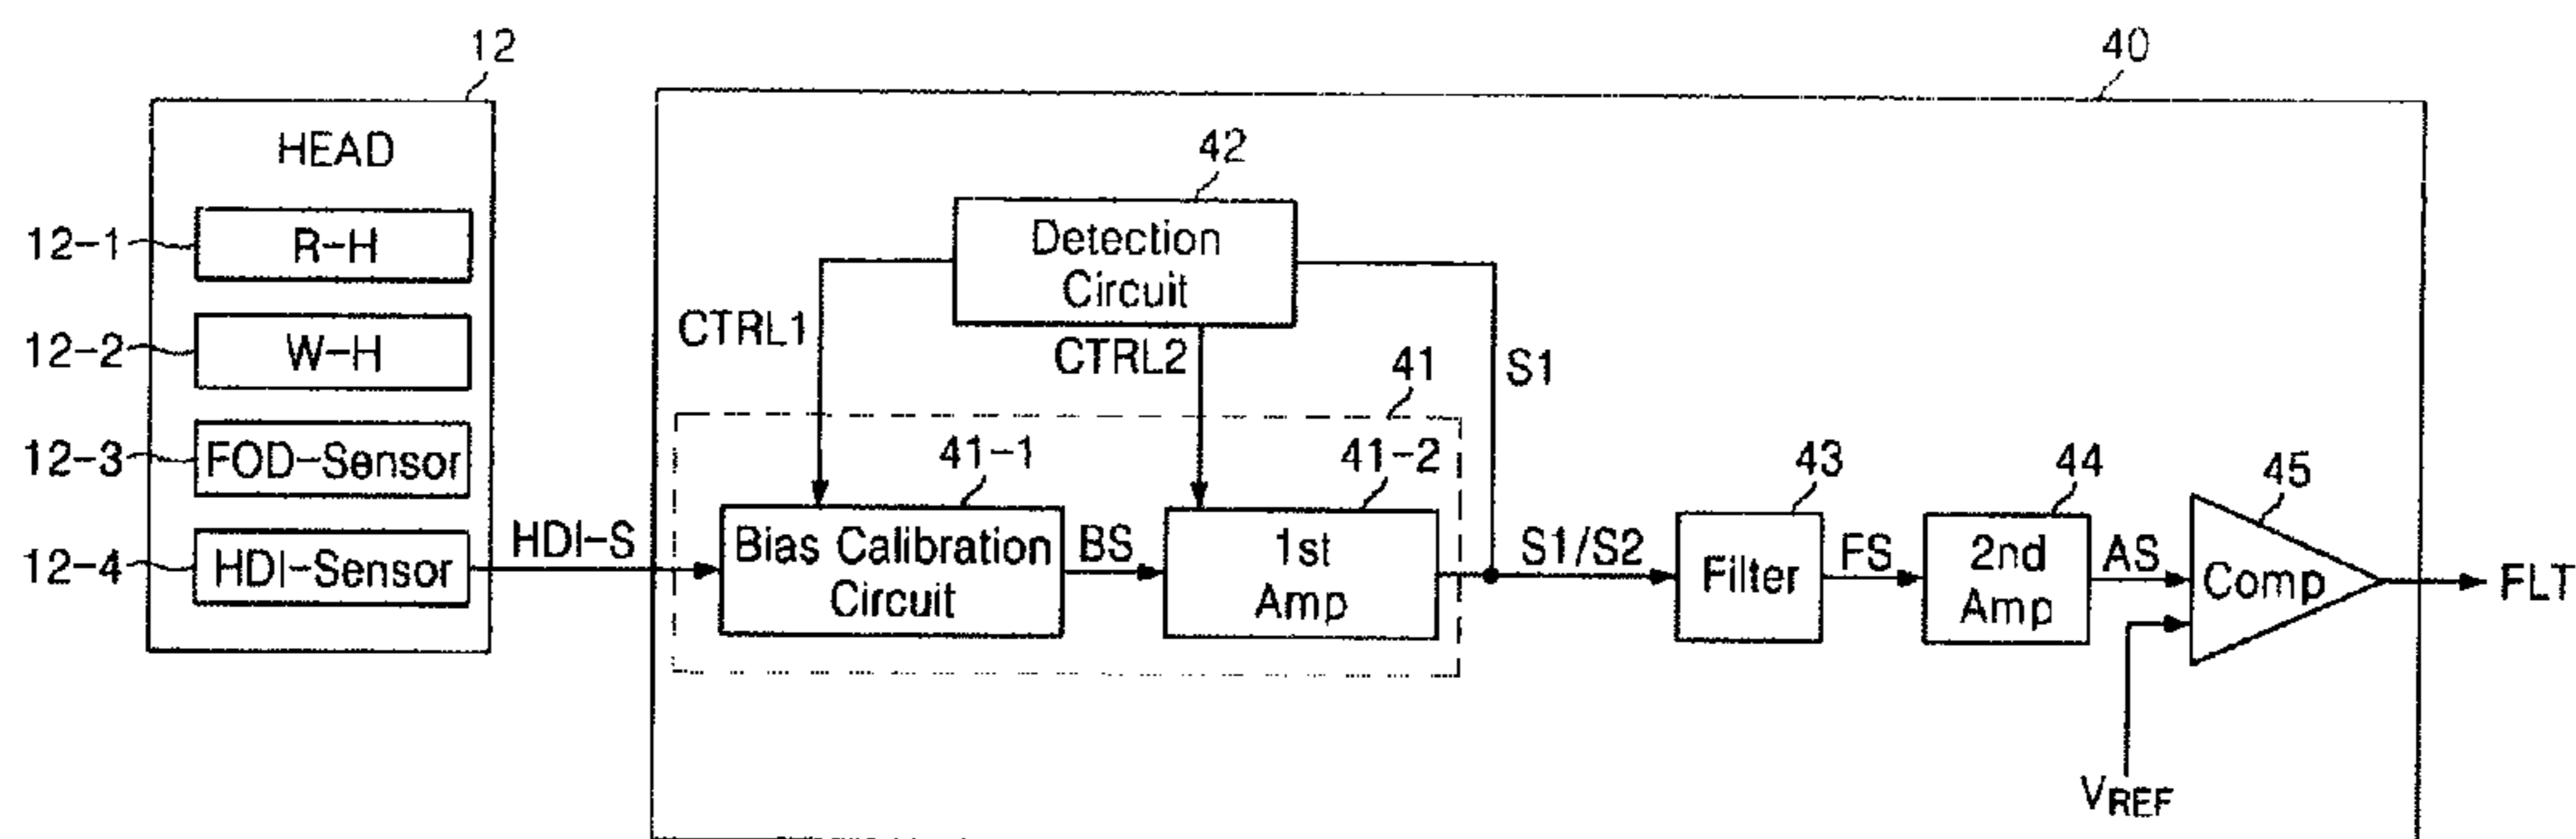 12
40
HEAD
42
12-1
R-H
Detection
Circuit
12-2
W-H
CTRL1
CTRL2
41
S1
12-3
FOD-Sensor
41-1
41-2
43
44
45
12-4
HDI-Sensor
HDI-S
Bias Calibration
Circuit
BS
1st
Amp
S1/S2
Filter
FS
2nd
Amp
AS
Comp
FLT
VREF